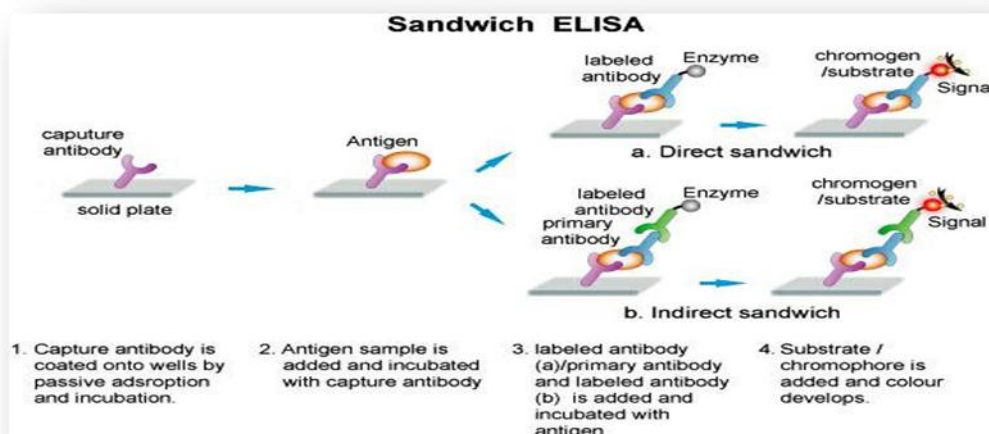 Sandwich ELISA
caputure
antibody
solid plate
Antigen
labeled
antibody
Enzyme
chromogen
/substrate
Signal
a. Direct sandwich
labeled
antibody
Enzyme
primary
antibody
chromogen
/substrate
Signal
b. Indirect sandwich
1. Capture antibody is
coated onto wells by
passive adsroption
and incubation.
2. Antigen sample is
added and incubated
with capture antibody
3. labeled antibody
(a)/primary antibody
and labeled antibody
(b) is added and
incubated with
antigen
4. Substrate /
chromophore is
added and colour
develops.